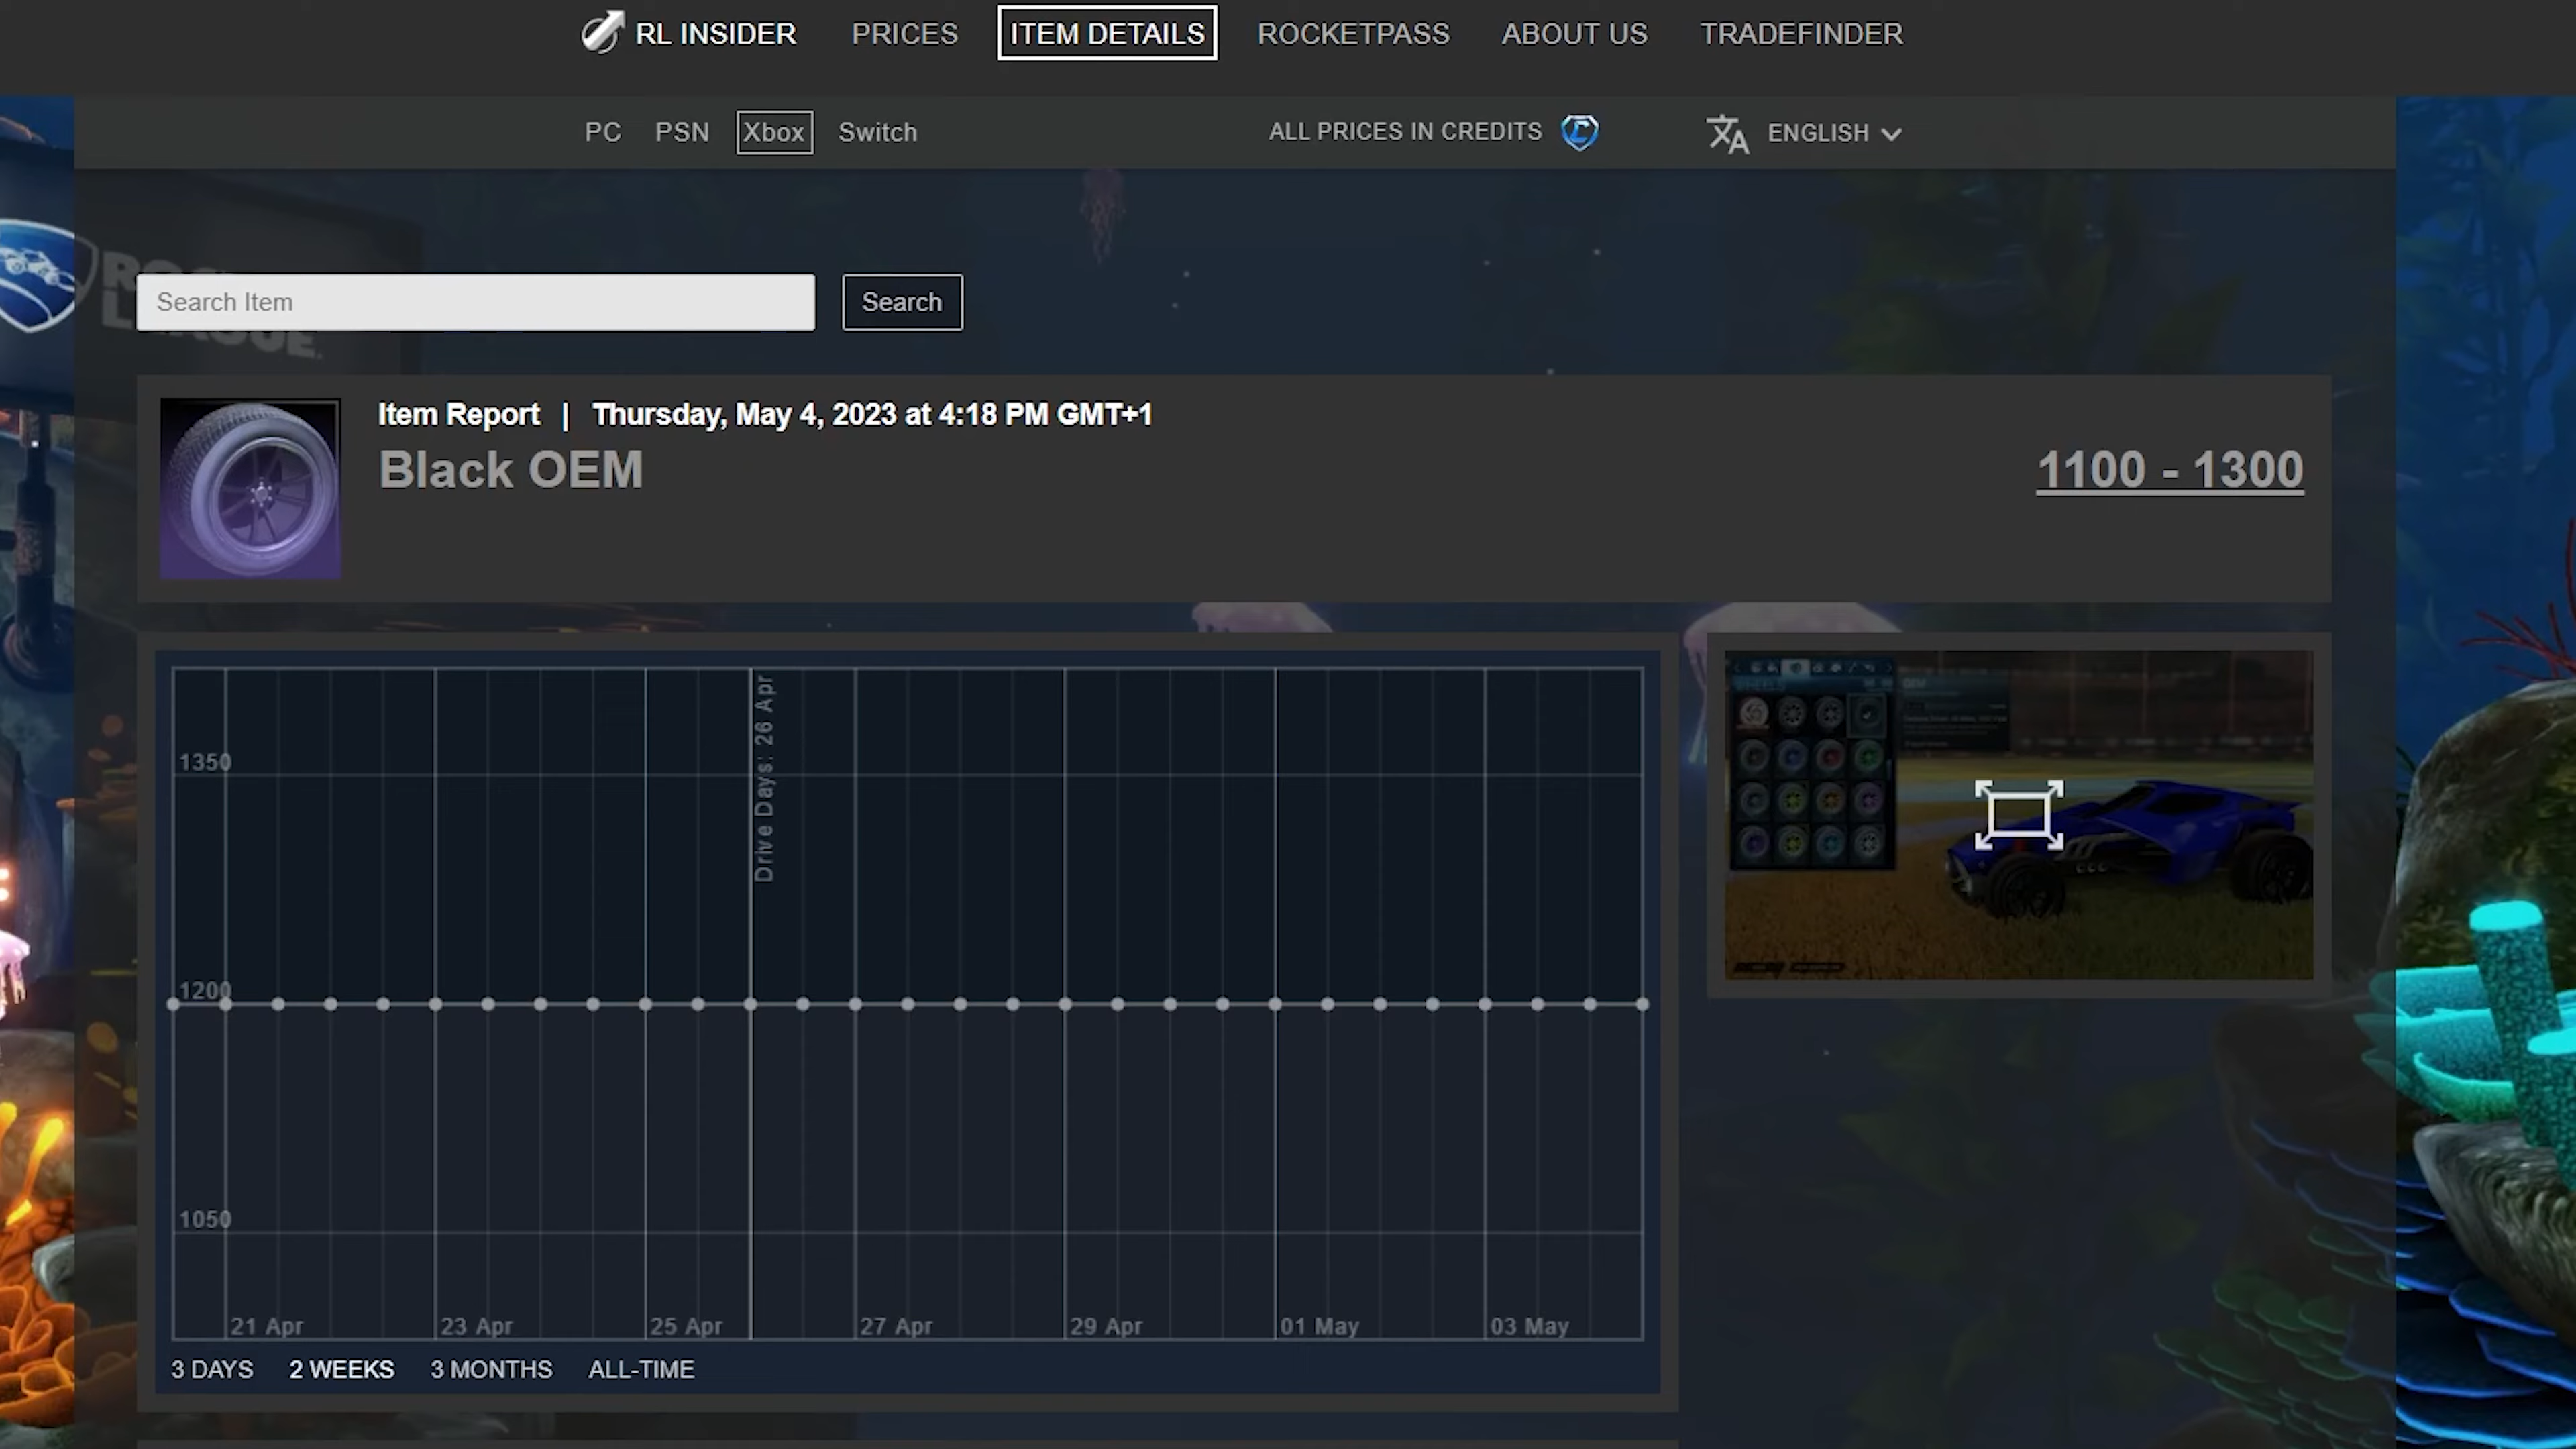 RL INSIDER PRICES ITEM DETAILS ROCKETPASS ABOUT US TRADEFINDER
PC PSN Xbox Switch ALL PRICES IN CREDITS ENGLISH
ROCKET
LEAGUE.
Search Item Search
Item Report | Thursday, May 4, 2023 at 4:18 PM GMT+1
Black OEM
1100 - 1300
Drive Days: 26 Apr
1350
1200
1050
21 Apr 23 Apr 25 Apr 27 Apr 29 Apr 01 May 03 May
3 DAYS 2 WEEKS 3 MONTHS ALL-TIME